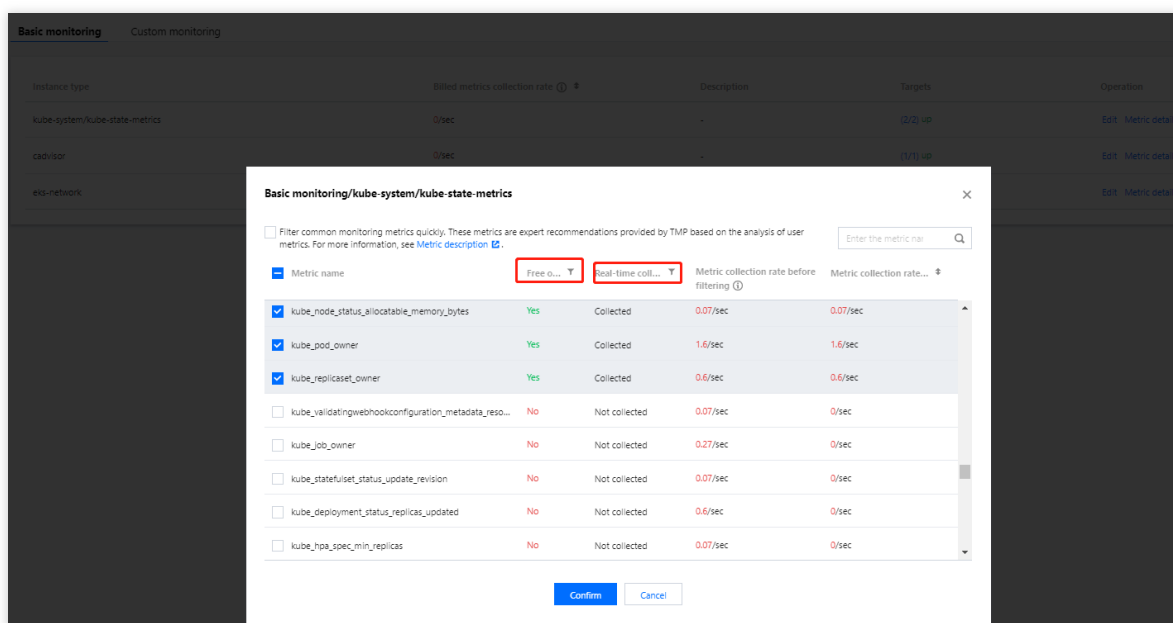 Basic monitoring Custom monitoring
Instance type Billed metrics collection rate Description Targets Operation
kube-system/kube-state-metrics 0/sec - (2/2) up Edit Metric detai
cadvisor 0/sec - (1/1) up Edit Metric detai
eks-network Edit Metric detai
Basic monitoring/kube-system/kube-state-metrics
Filter common monitoring metrics quickly. These metrics are expert recommendations provided by TMP based on the analysis of user
metrics. For more information, see Metric description .
Enter the metric nar
Metric name Free o... Real-time coll... Metric collection rate before
filtering Metric collection rate...
kube_node_status_allocatable_memory_bytes Yes Collected 0.07/sec 0.07/sec
kube_pod_owner Yes Collected 1.6/sec 1.6/sec
kube_replicaset_owner Yes Collected 0.6/sec 0.6/sec
kube_validatingwebhookconfiguration_metadata_reso... No Not collected 0.07/sec 0/sec
kube_job_owner No Not collected 0.27/sec 0/sec
kube_statefulset_status_update_revision No Not collected 0.07/sec 0/sec
kube_deployment_status_replicas_updated No Not collected 0.6/sec 0/sec
kube_hpa_spec_min_replicas No Not collected 0.07/sec 0/sec
Confirm Cancel